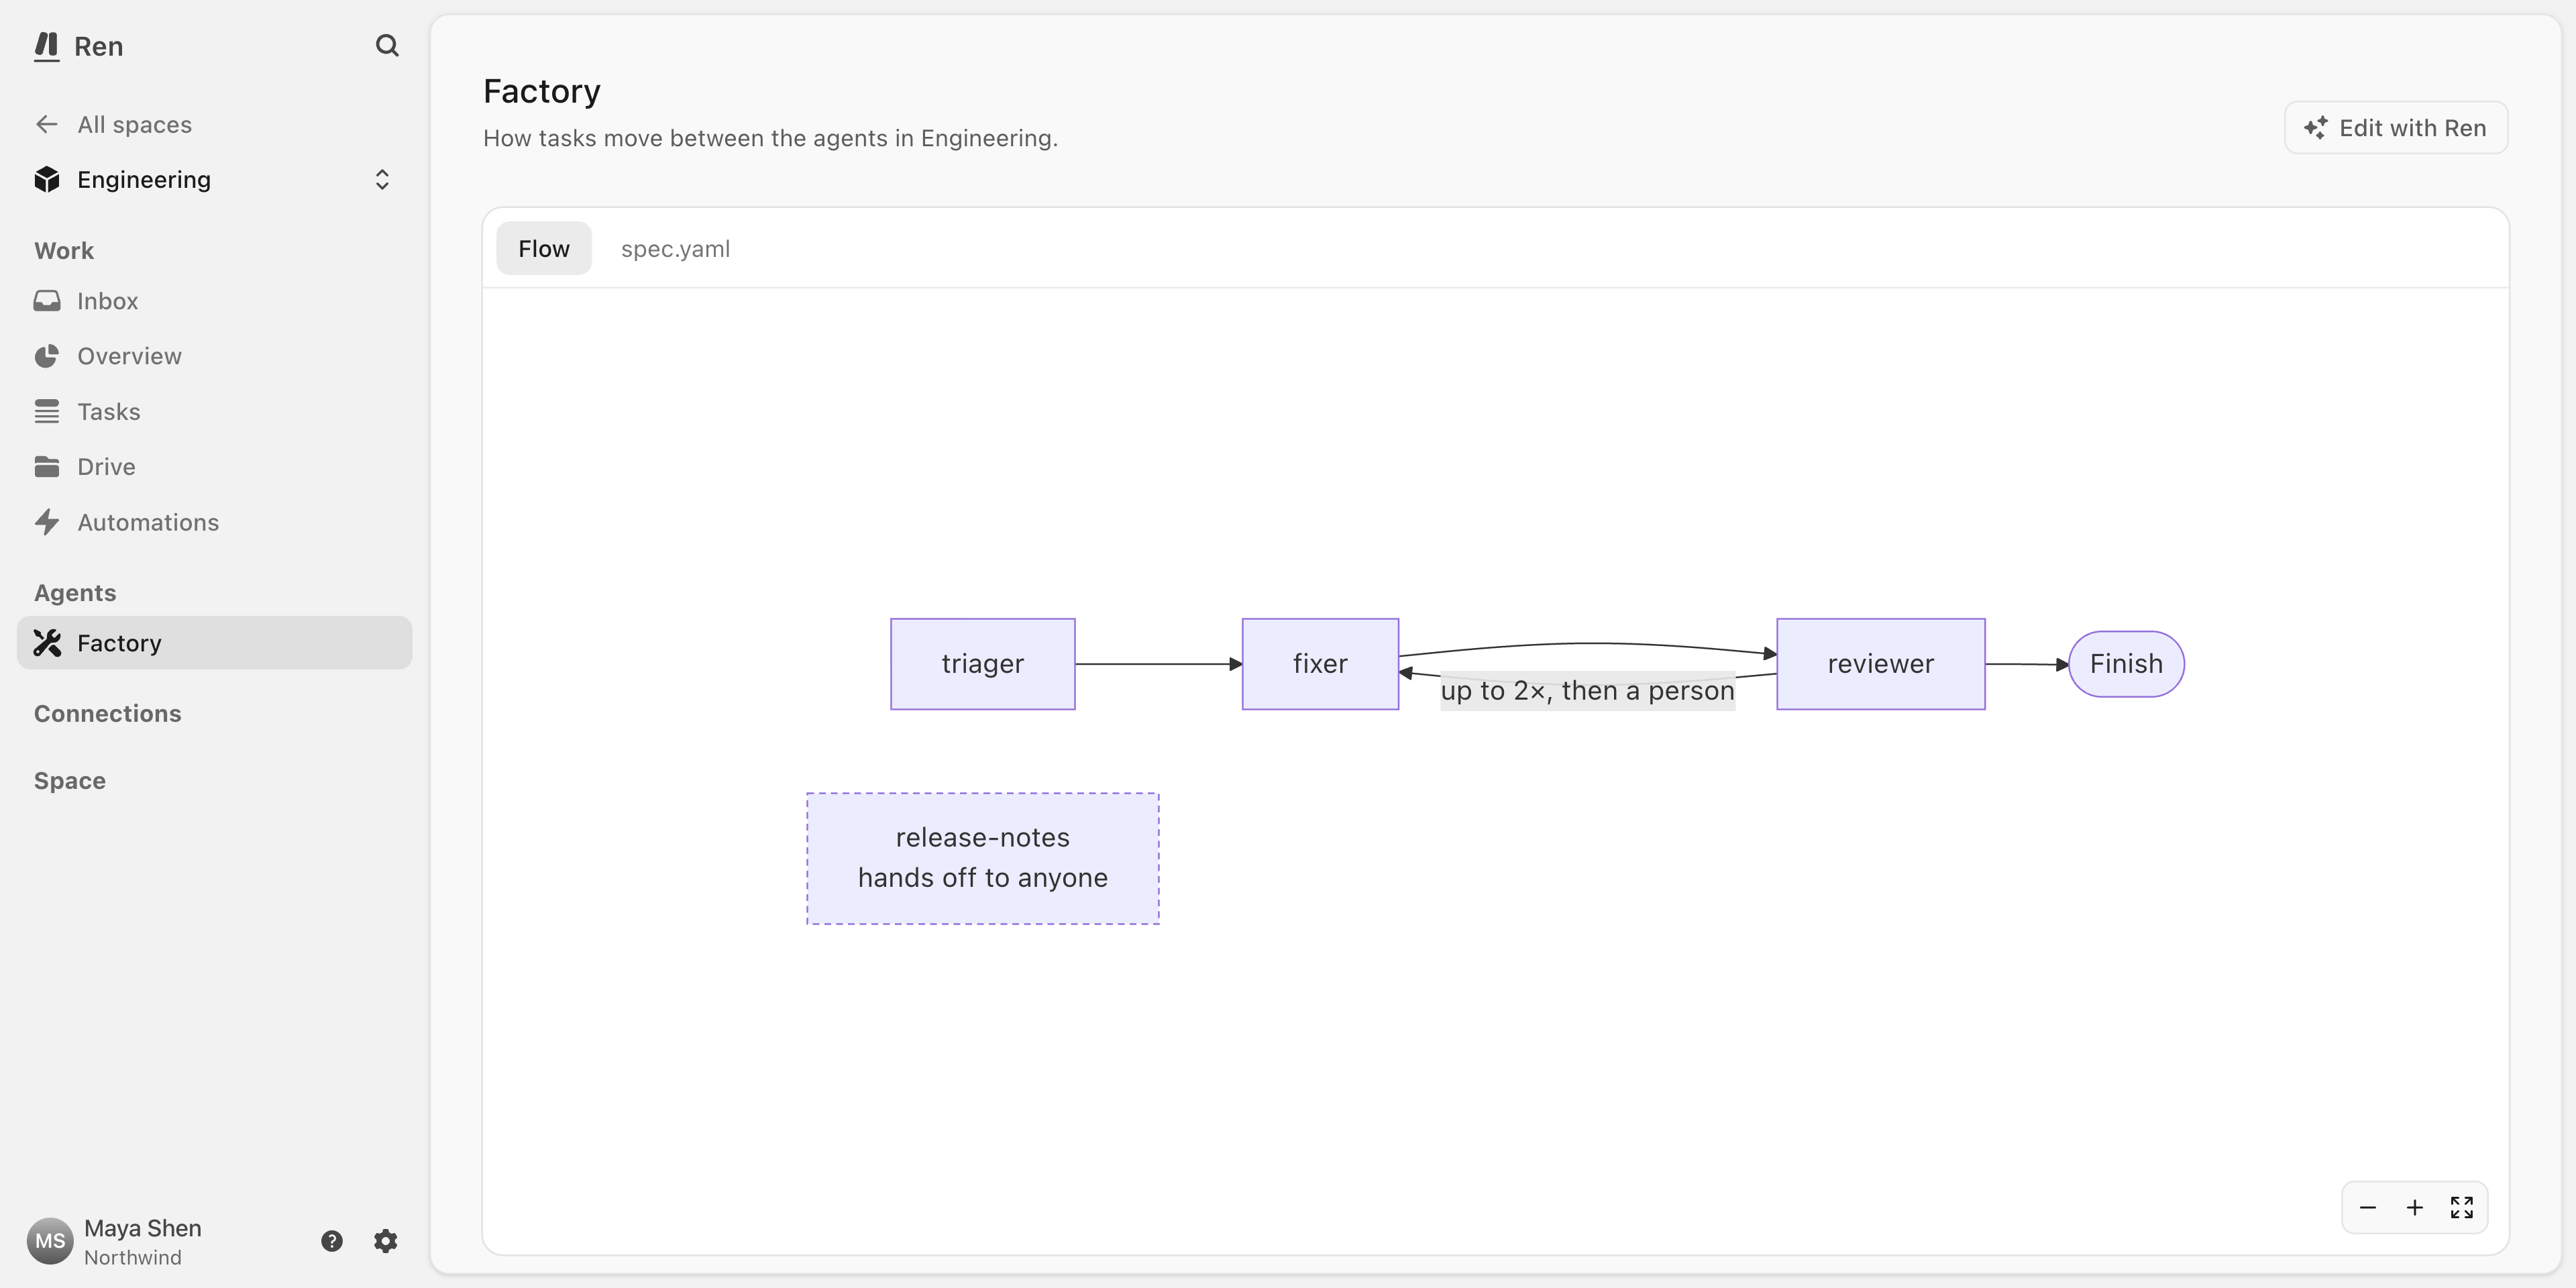 Ren
All spaces
Engineering
Work
Inbox
Overview
Tasks
Drive
Automations
Agents
Factory
Connections
Space
MS
Maya Shen
Northwind
Factory
How tasks move between the agents in Engineering.
Edit with Ren
Flow
spec.yaml
triager
fixer
up to 2×, then a person
reviewer
Finish
release-notes
hands off to anyone